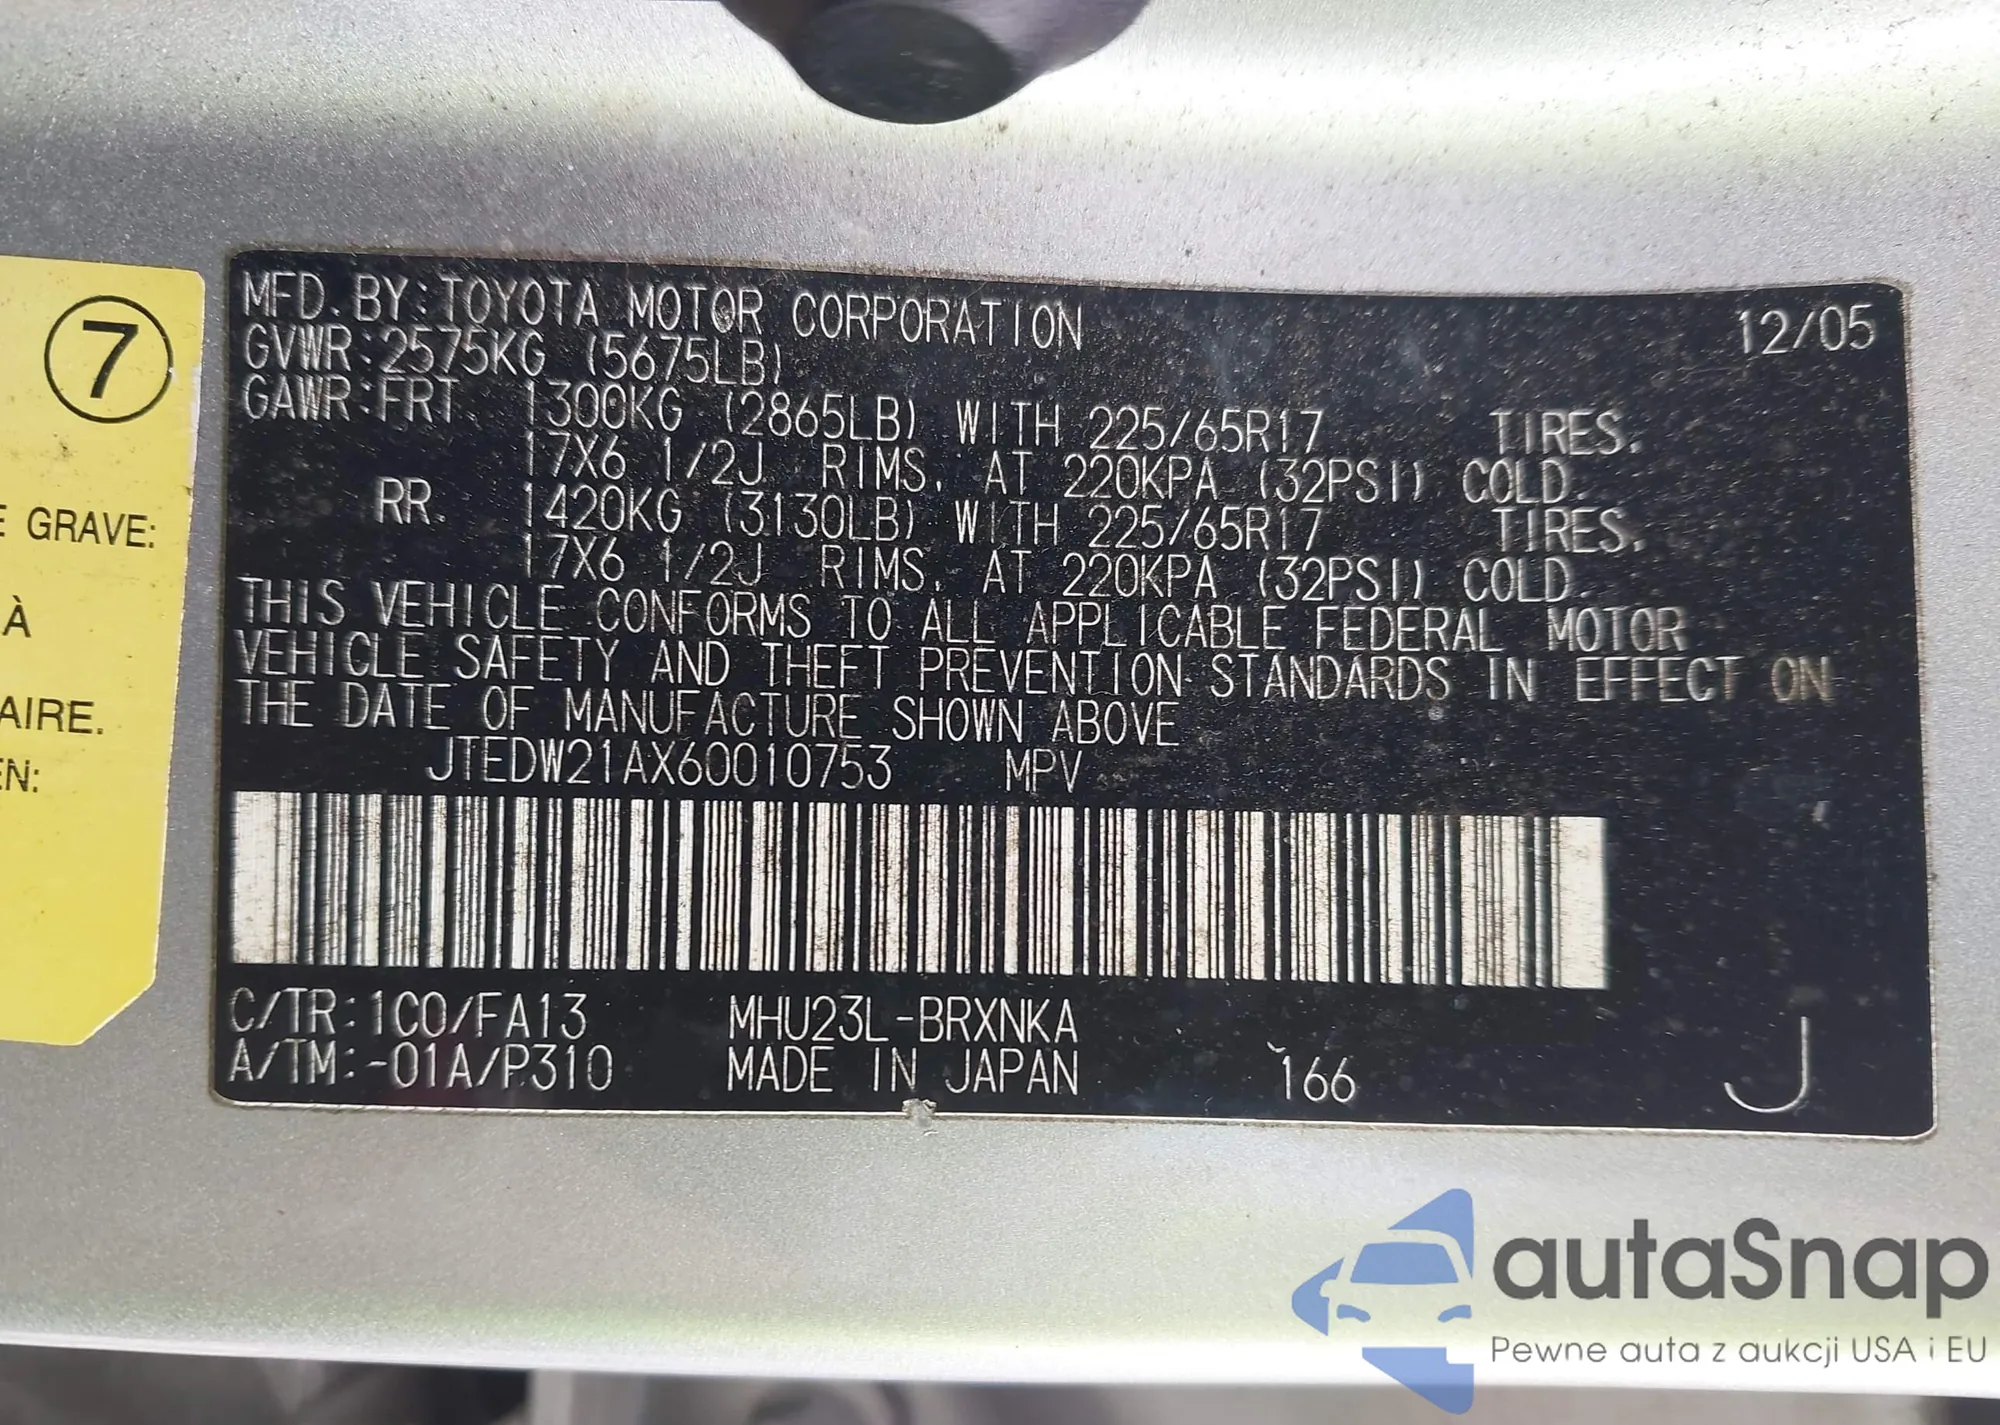 7
E GRAVE:
À
AIRE.
EN:
MFD. BY: TOYOTA MOTOR CORPORATION 12/05
GVWR: 2575KG (5675LB)
GAWR: FRT 1300KG (2865LB) WITH 225/65R17 TIRES.
17X6 1/2J RIMS, AT 220KPA (32PSI) COLD.
RR. 1420KG (3130LB) WITH 225/65R17 TIRES.
17X6 1/2J RIMS, AT 220KPA (32PSI) COLD.
THIS VEHICLE CONFORMS TO ALL APPLICABLE FEDERAL MOTOR
VEHICLE SAFETY AND THEFT PREVENTION STANDARDS IN EFFECT ON
THE DATE OF MANUFACTURE SHOWN ABOVE
JTEDW21AX60010753 MPV
C/TR: 1C0/FA13 MHU23L-BRXNKA
A/TM: -01A/P310 MADE IN JAPAN 166 J
autaSnap
Pewne auta z aukcji USA i EU